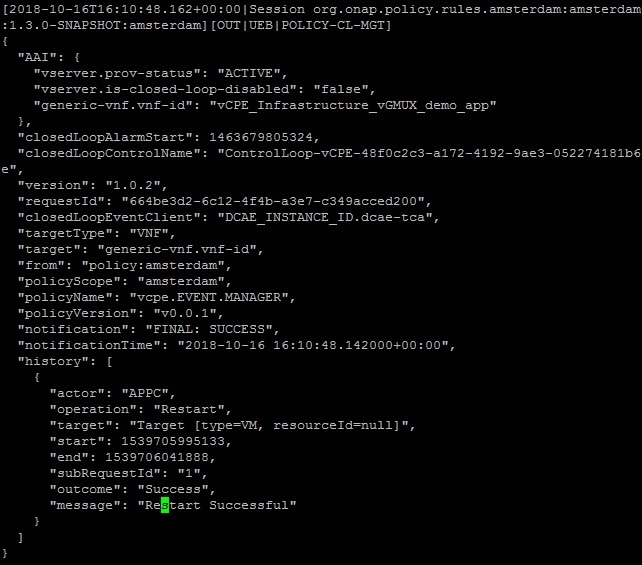 [2018-10-16T16:10:48.162+00:00|Session org.onap.policy.rules.amsterdam:amsterdam
:1.3.0-SNAPSHOT:amsterdam][OUT|UEB|POLICY-CL-MGT]
{
  "AAI": {
    "vserver.prov-status": "ACTIVE",
    "vserver.is-closed-loop-disabled": "false",
    "generic-vnf.vnf-id": "vCPE_Infrastructure_vGMUX_demo_app"
  },
  "closedLoopAlarmStart": 1463679805324,
  "closedLoopControlName": "ControlLoop-vCPE-48f0c2c3-a172-4192-9ae3-052274181b6
e",
  "version": "1.0.2",
  "requestId": "664be3d2-6c12-4f4b-a3e7-c349acced200",
  "closedLoopEventClient": "DCAE_INSTANCE_ID.dcae-tca",
  "targetType": "VNF",
  "target": "generic-vnf.vnf-id",
  "from": "policy:amsterdam",
  "policyScope": "amsterdam",
  "policyName": "vcpe.EVENT.MANAGER",
  "policyVersion": "v0.0.1",
  "notification": "FINAL: SUCCESS",
  "notificationTime": "2018-10-16 16:10:48.142000+00:00",
  "history": [
    {
      "actor": "APPC",
      "operation": "Restart",
      "target": "Target [type=VM, resourceId=null]",
      "start": 1539705995133,
      "end": 1539706041888,
      "subRequestId": "1",
      "outcome": "Success",
      "message": "Restart Successful"
    }
  ]
}